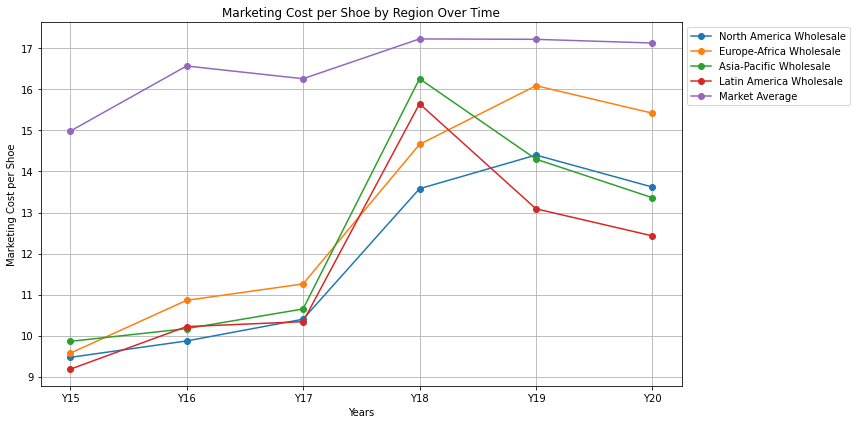 Marketing Cost per Shoe by Region Over Time
Marketing Cost per Shoe
17
16
15
14
13
12
11
10
9
Y15 Y16 Y17 Y18 Y19 Y20
Years
North America Wholesale
Europe-Africa Wholesale
Asia-Pacific Wholesale
Latin America Wholesale
Market Average